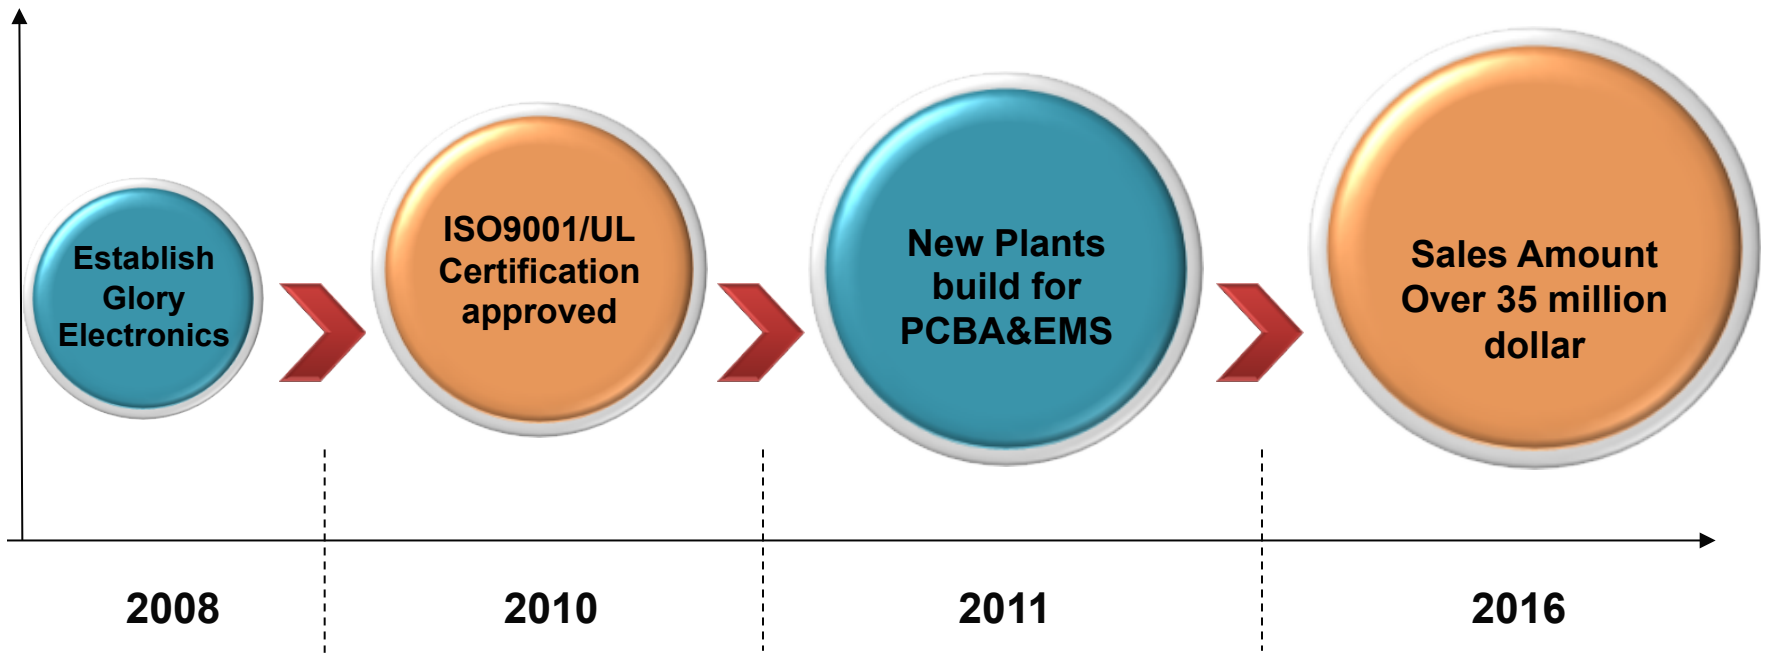 Establish
Glory
Electronics
ISO9001/UL
Certification
approved
New Plants
build for
PCBA&EMS
Sales Amount
Over 35 million
dollar
2008
2010
2011
2016